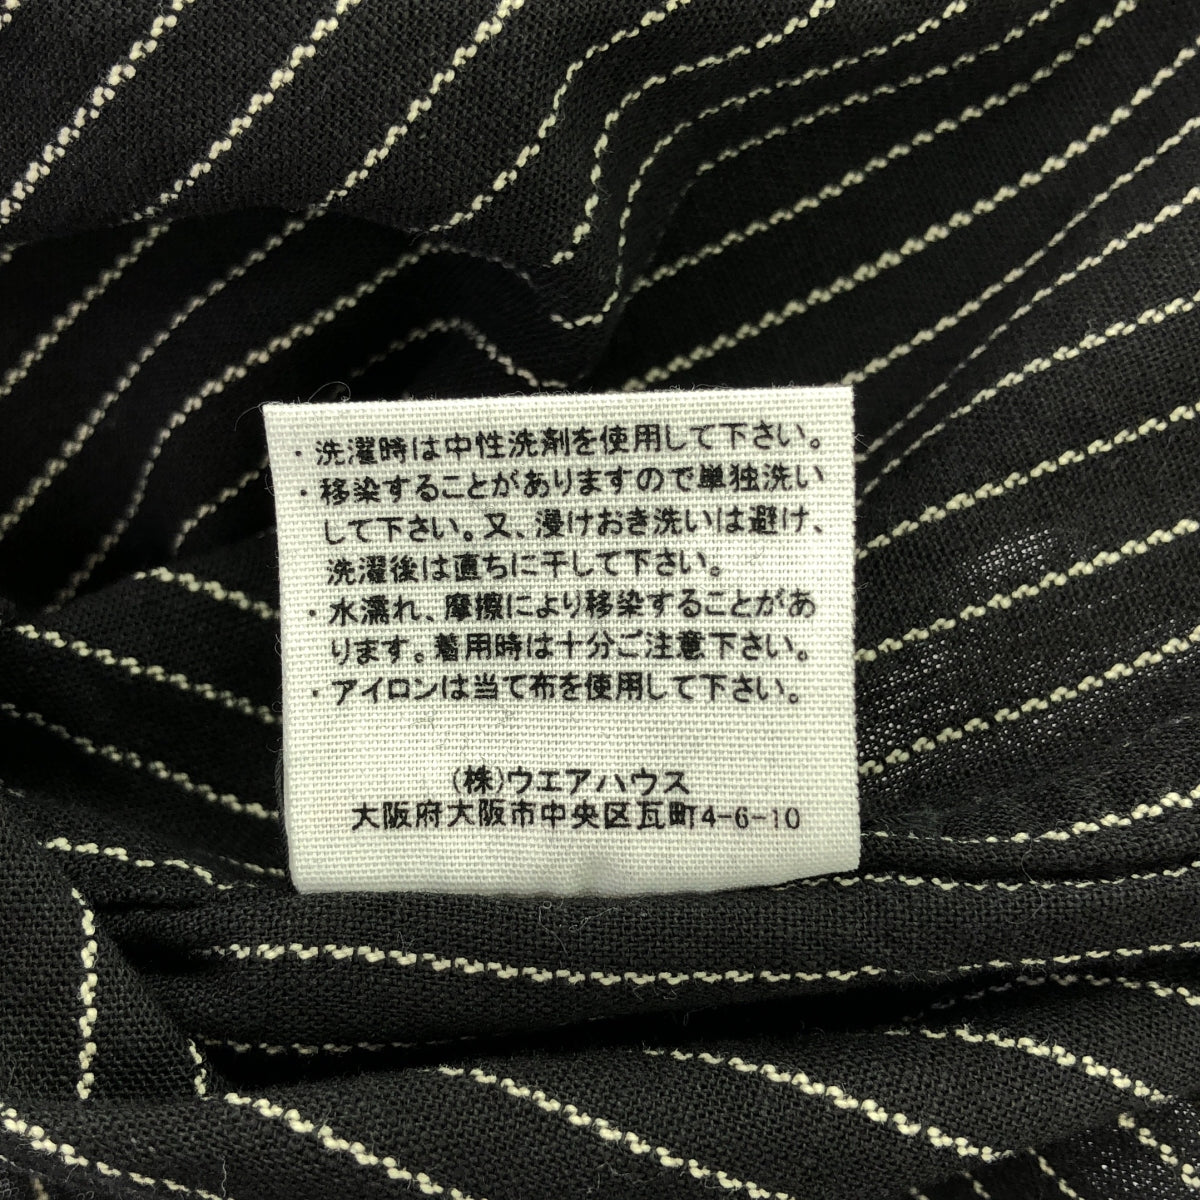 ・洗濯時は中性洗剤を使用して下さい。
・移染することがありますので単独洗い
して下さい。又、浸けおき洗いは避け、
洗濯後は直ちに干して下さい。
・水濡れ、摩擦により移染することがあ
ります。着用時は十分ご注意下さい。
・アイロンは当て布を使用して下さい。
(株)ウエアハウス
大阪府大阪市中央区瓦町4-6-10